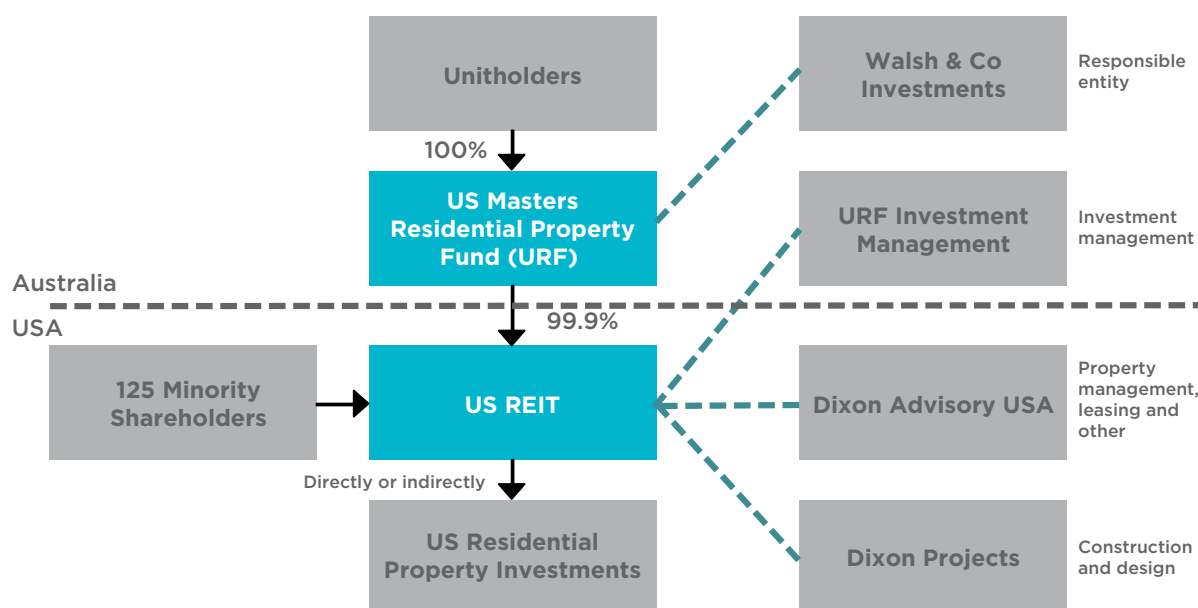 Unitholders
Walsh & Co
Investments
Responsible
entity
100%
US Masters
Residential Property
Fund (URF)
URF Investment
Management
Investment
management
Australia
USA
99.9%
125 Minority
Shareholders
US REIT
Dixon Advisory USA
Property
management,
leasing and
other
Directly or indirectly
US Residential
Property Investments
Dixon Projects
Construction
and design